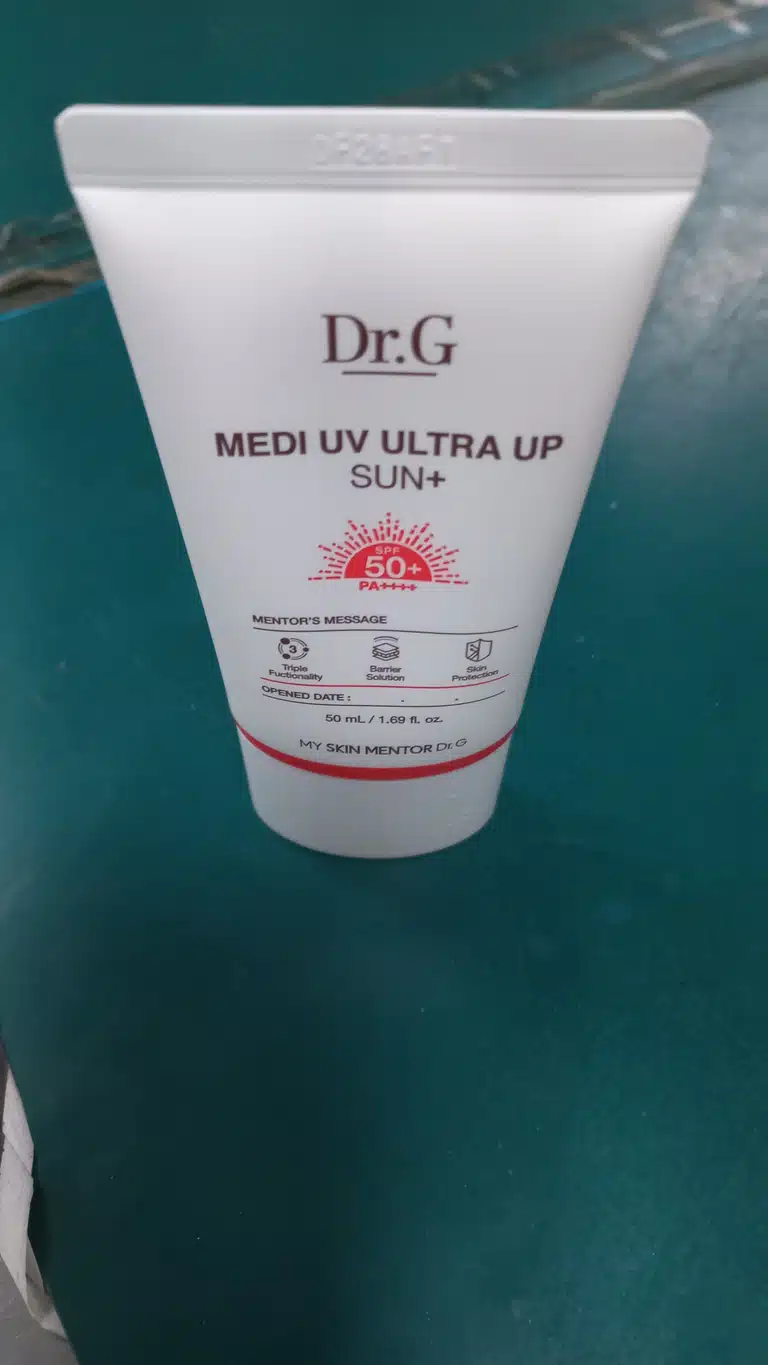 Dr.G
MEDI UV ULTRA UP
SUN+
SPF
50+
PA++++
MENTOR'S MESSAGE
3
Triple
Fuctionality
Barrier
Solution
Skin
Protection
OPENED DATE : . .
50 mL / 1.69 fl. oz.
MY SKIN MENTOR Dr.G